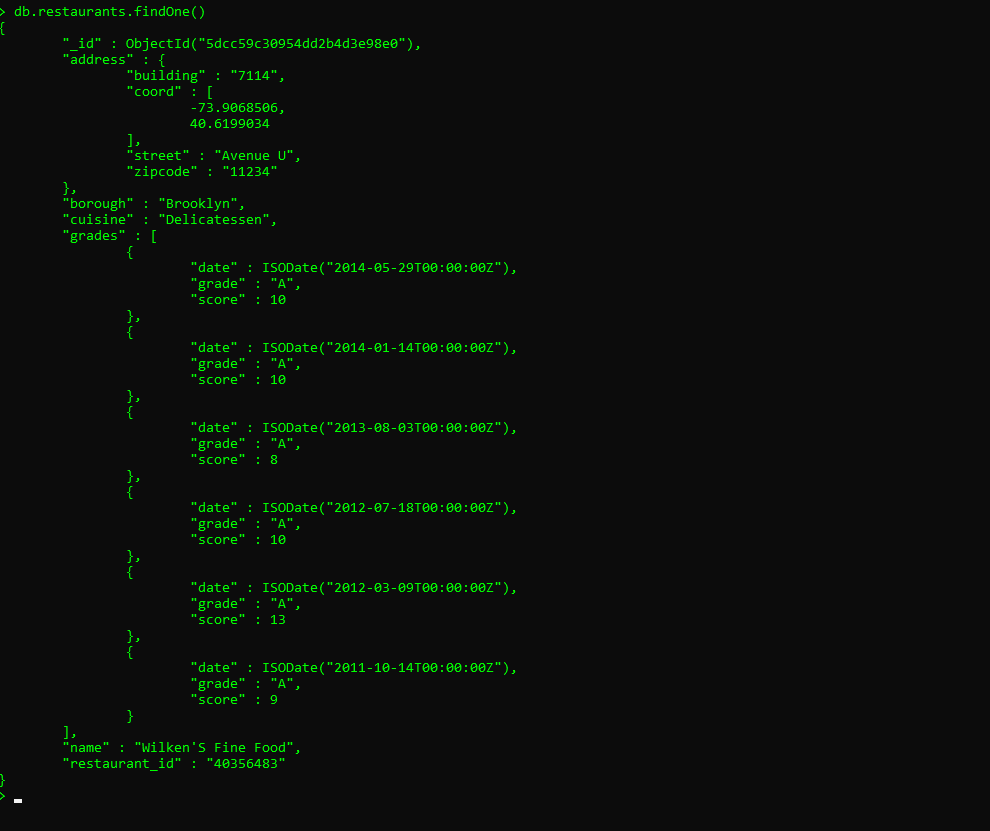 > db.restaurants.findOne()
{
        "_id" : ObjectId("5dcc59c30954dd2b4d3e98e0"),
        "address" : {
                "building" : "7114",
                "coord" : [
                        -73.9068506,
                        40.6199034
                ],
                "street" : "Avenue U",
                "zipcode" : "11234"
        },
        "borough" : "Brooklyn",
        "cuisine" : "Delicatessen",
        "grades" : [
                {
                        "date" : ISODate("2014-05-29T00:00:00Z"),
                        "grade" : "A",
                        "score" : 10
                },
                {
                        "date" : ISODate("2014-01-14T00:00:00Z"),
                        "grade" : "A",
                        "score" : 10
                },
                {
                        "date" : ISODate("2013-08-03T00:00:00Z"),
                        "grade" : "A",
                        "score" : 8
                },
                {
                        "date" : ISODate("2012-07-18T00:00:00Z"),
                        "grade" : "A",
                        "score" : 10
                },
                {
                        "date" : ISODate("2012-03-09T00:00:00Z"),
                        "grade" : "A",
                        "score" : 13
                },
                {
                        "date" : ISODate("2011-10-14T00:00:00Z"),
                        "grade" : "A",
                        "score" : 9
                }
        ],
        "name" : "Wilken'S Fine Food",
        "restaurant_id" : "40356483"
}
>